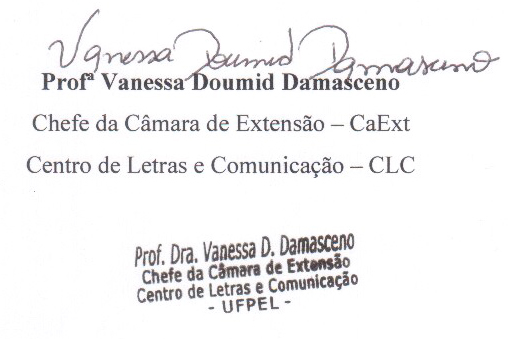 Vanessa Doumid Damasceno
Profª Vanessa Doumid Damasceno
Chefe da Câmara de Extensão – CaExt
Centro de Letras e Comunicação – CLC
Prof. Dra. Vanessa D. Damasceno
Chefe da Câmara de Extensão
Centro de Letras e Comunicação
- UFPEL -